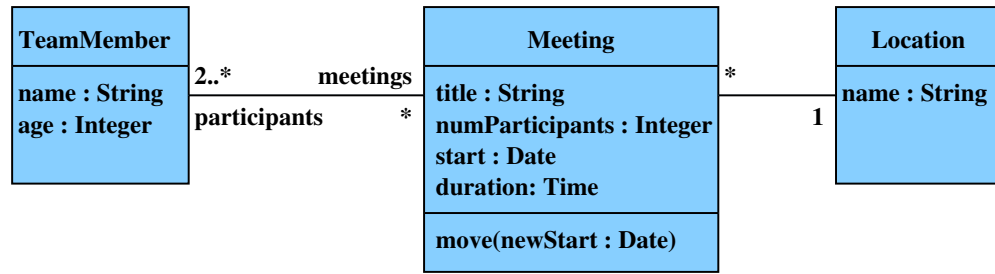 TeamMember
name : String
age : Integer
2..*
meetings
participants
*
Meeting
title : String
numParticipants : Integer
start : Date
duration: Time
move(newStart : Date)
*
1
Location
name : String